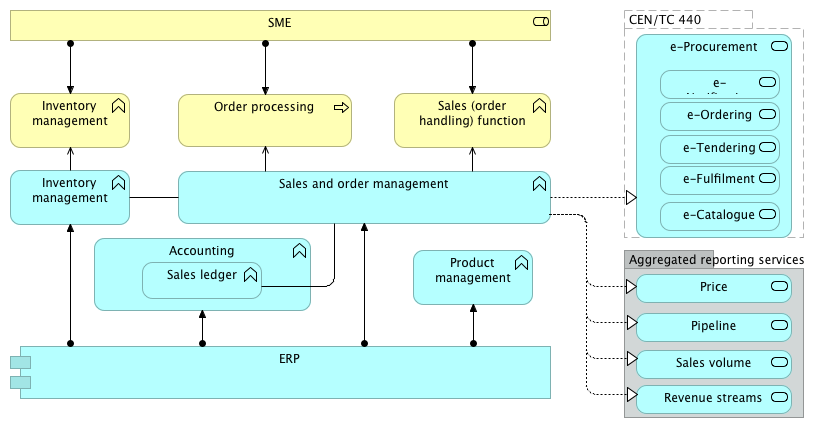 SME
CEN/TC 440
e-Procurement
e-
e-Ordering
e-Tendering
e-Fulfilment
e-Catalogue
Inventory
management
Order processing
Sales (order
handling) function
Inventory
management
Sales and order management
Accounting
Sales ledger
Product
management
Aggregated reporting services
Price
Pipeline
Sales volume
Revenue streams
ERP